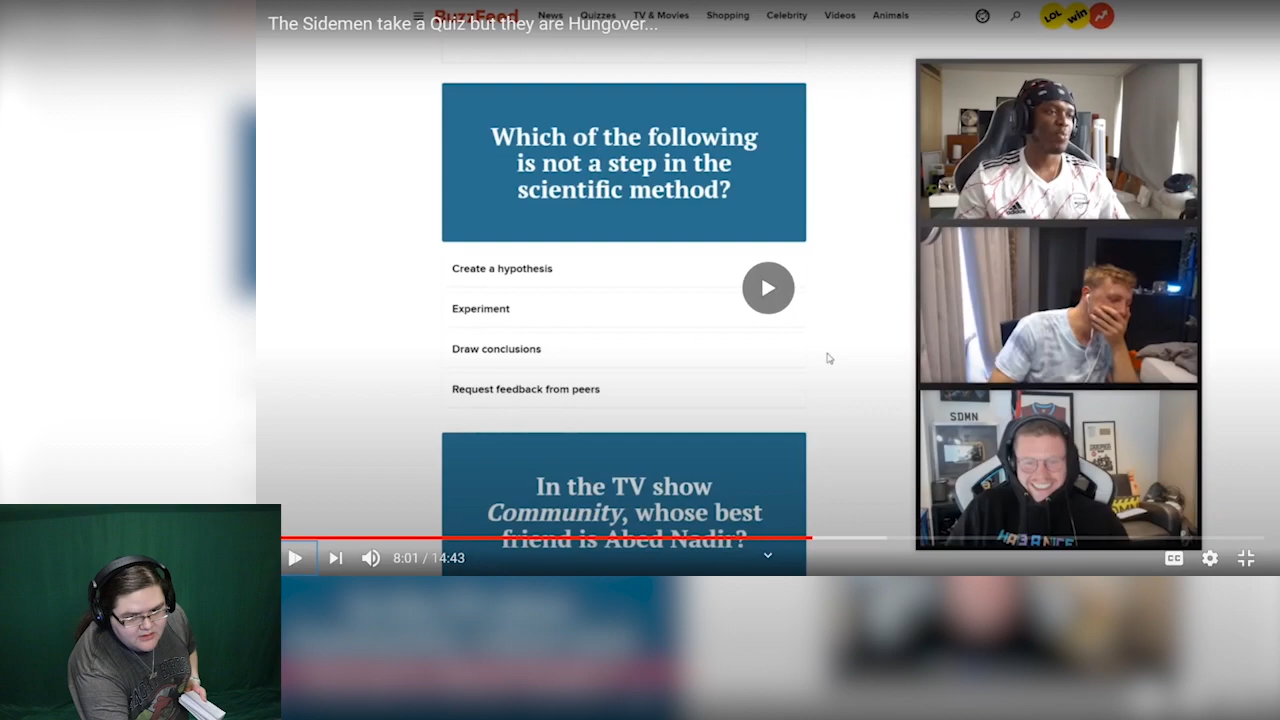 BuzzFeed News Quizzes TV & Movies Shopping Celebrity Videos Animals
LOL win
The Sidemen take a Quiz but they are Hungover...
Which of the following
is not a step in the
scientific method?
Create a hypothesis
Experiment
Draw conclusions
Request feedback from peers
In the TV show
Community, whose best
friend is Abed Nadir?
SDMN
8:01 / 14:43
CC